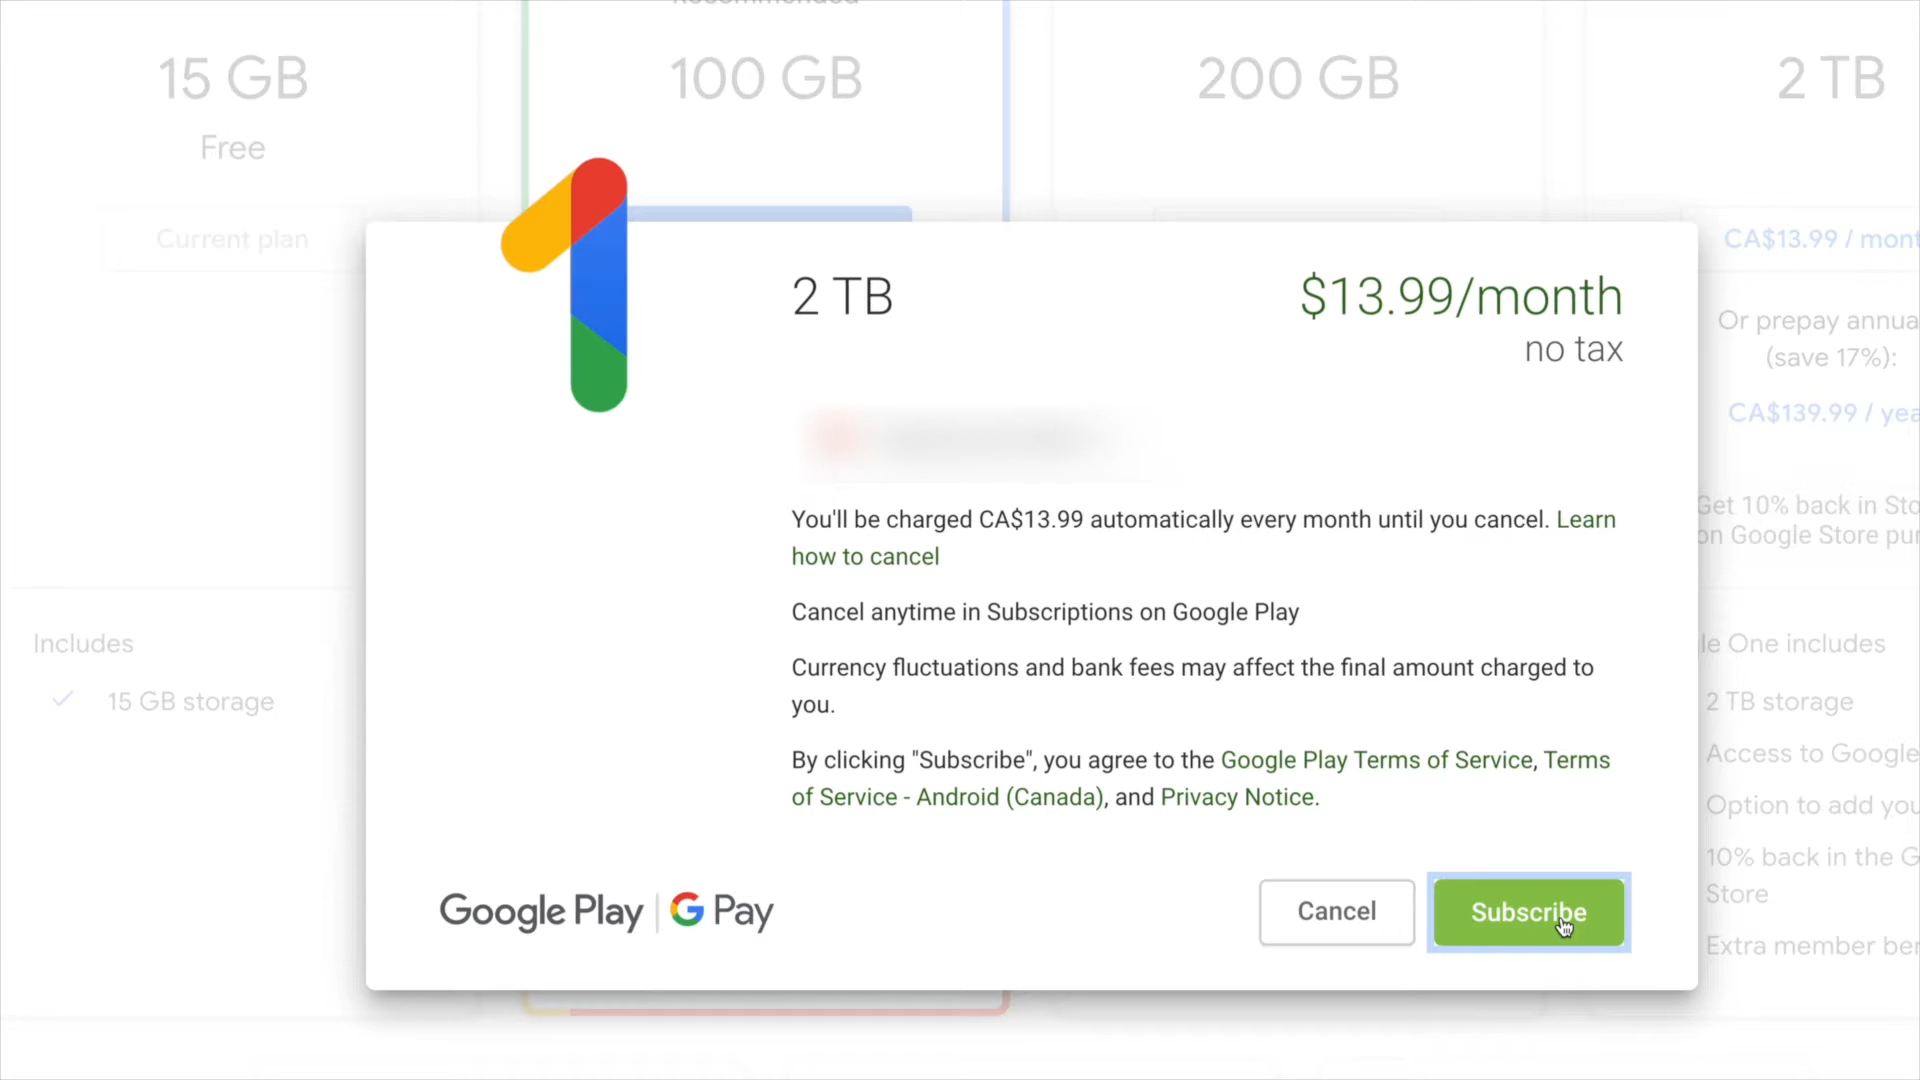 Recommended
15 GB
100 GB
200 GB
2 TB
Free
Current plan
CA$13.99 / mont
2 TB
$13.99/month
no tax
Or prepay annua
(save 17%):
CA$139.99 / yea
You'll be charged CA$13.99 automatically every month until you cancel. Learn
how to cancel
Get 10% back in Sto
on Google Store pur
Cancel anytime in Subscriptions on Google Play
Includes
le One includes
Currency fluctuations and bank fees may affect the final amount charged to
you.
15 GB storage
2 TB storage
By clicking "Subscribe", you agree to the Google Play Terms of Service, Terms
of Service - Android (Canada), and Privacy Notice.
Access to Google
Option to add you
10% back in the G
Store
Google Play | G Pay
Cancel
Subscribe
Extra member ben